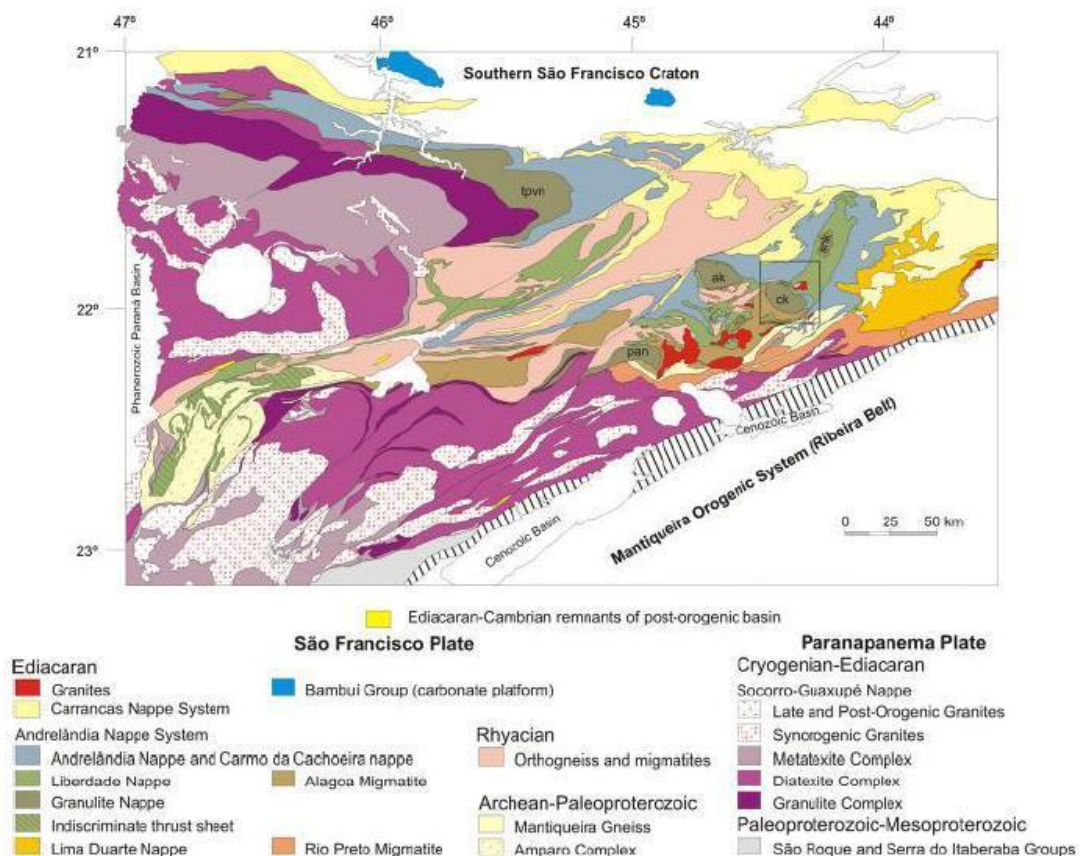 47°
46°
45°
44°
21°
Southern São Francisco Craton
tpvn
ak
ck
pan
22°
Phanerozoic Paraná Basin
Cenozoic Basin
Mantiqueira Orogenic System (Ribeira Belt)
0 25 50 km
Cenozoic Basin
23°
Ediacaran-Cambrian remnants of post-orogenic basin
São Francisco Plate
Ediacaran
Granites
Carrancas Nappe System
Andrelândia Nappe System
Andrelândia Nappe and Carmo da Cachoeira nappe
Liberdade Nappe
Granulite Nappe
Indiscriminate thrust sheet
Lima Duarte Nappe
Bambuí Group (carbonate platform)
Alagoa Migmatite
Rio Preto Migmatite
Rhyacian
Orthogneiss and migmatites
Archean-Paleoproterozoic
Mantiqueira Gneiss
Amparo Complex
Paranapanema Plate
Cryogenian-Ediacaran
Socorro-Guaxupé Nappe
Late and Post-Orogenic Granites
Synorogenic Granites
Metatexite Complex
Diatexite Complex
Granulite Complex
Paleoproterozoic-Mesoproterozoic
São Roque and Serra do Itaberaba Groups